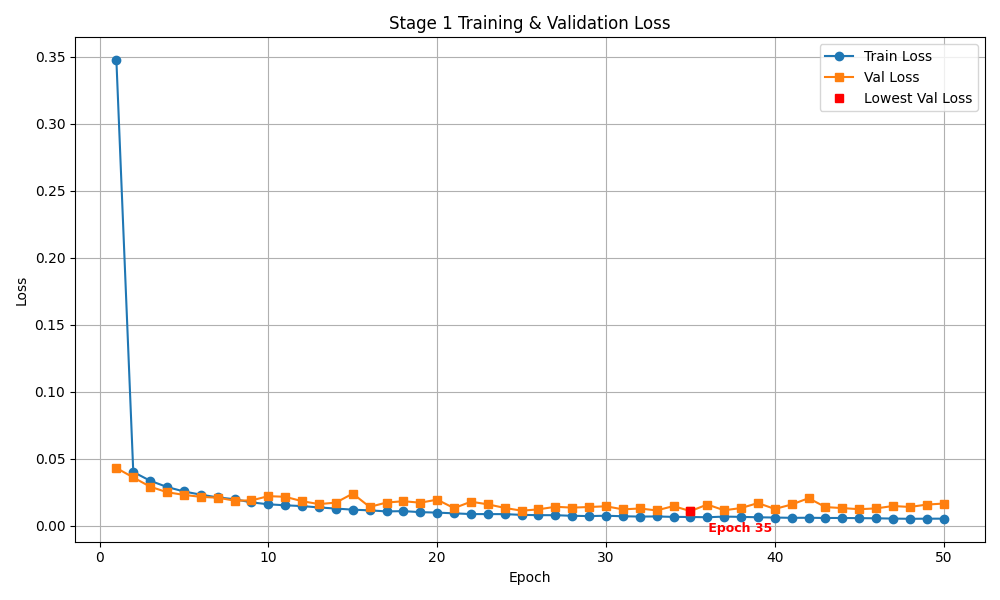 Stage 1 Training & Validation Loss
Train Loss
Val Loss
Lowest Val Loss
Loss
0.35
0.30
0.25
0.20
0.15
0.10
0.05
0.00
Epoch 35
0
10
20
30
40
50
Epoch